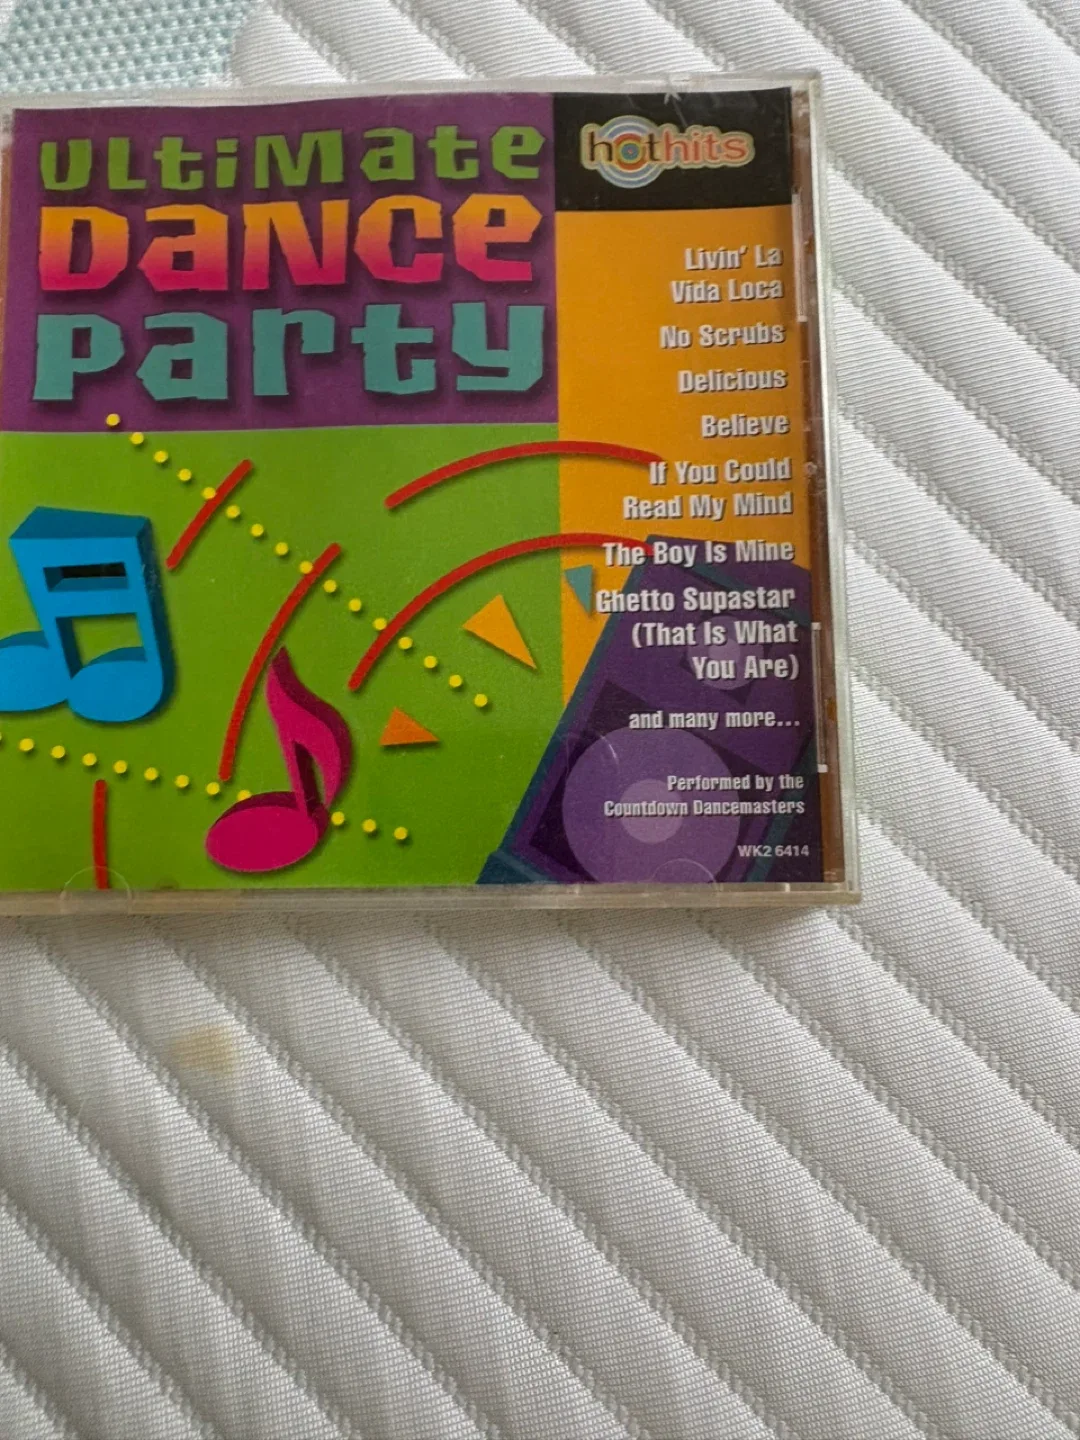 Ultimate
Dance
Party
hothits
Livin' La
Vida Loca
No Scrubs
Delicious
Believe
If You Could
Read My Mind
The Boy Is Mine
Ghetto Supastar
(That Is What
You Are)
and many more...
Performed by the
Countdown Dancemasters
WK2 6414